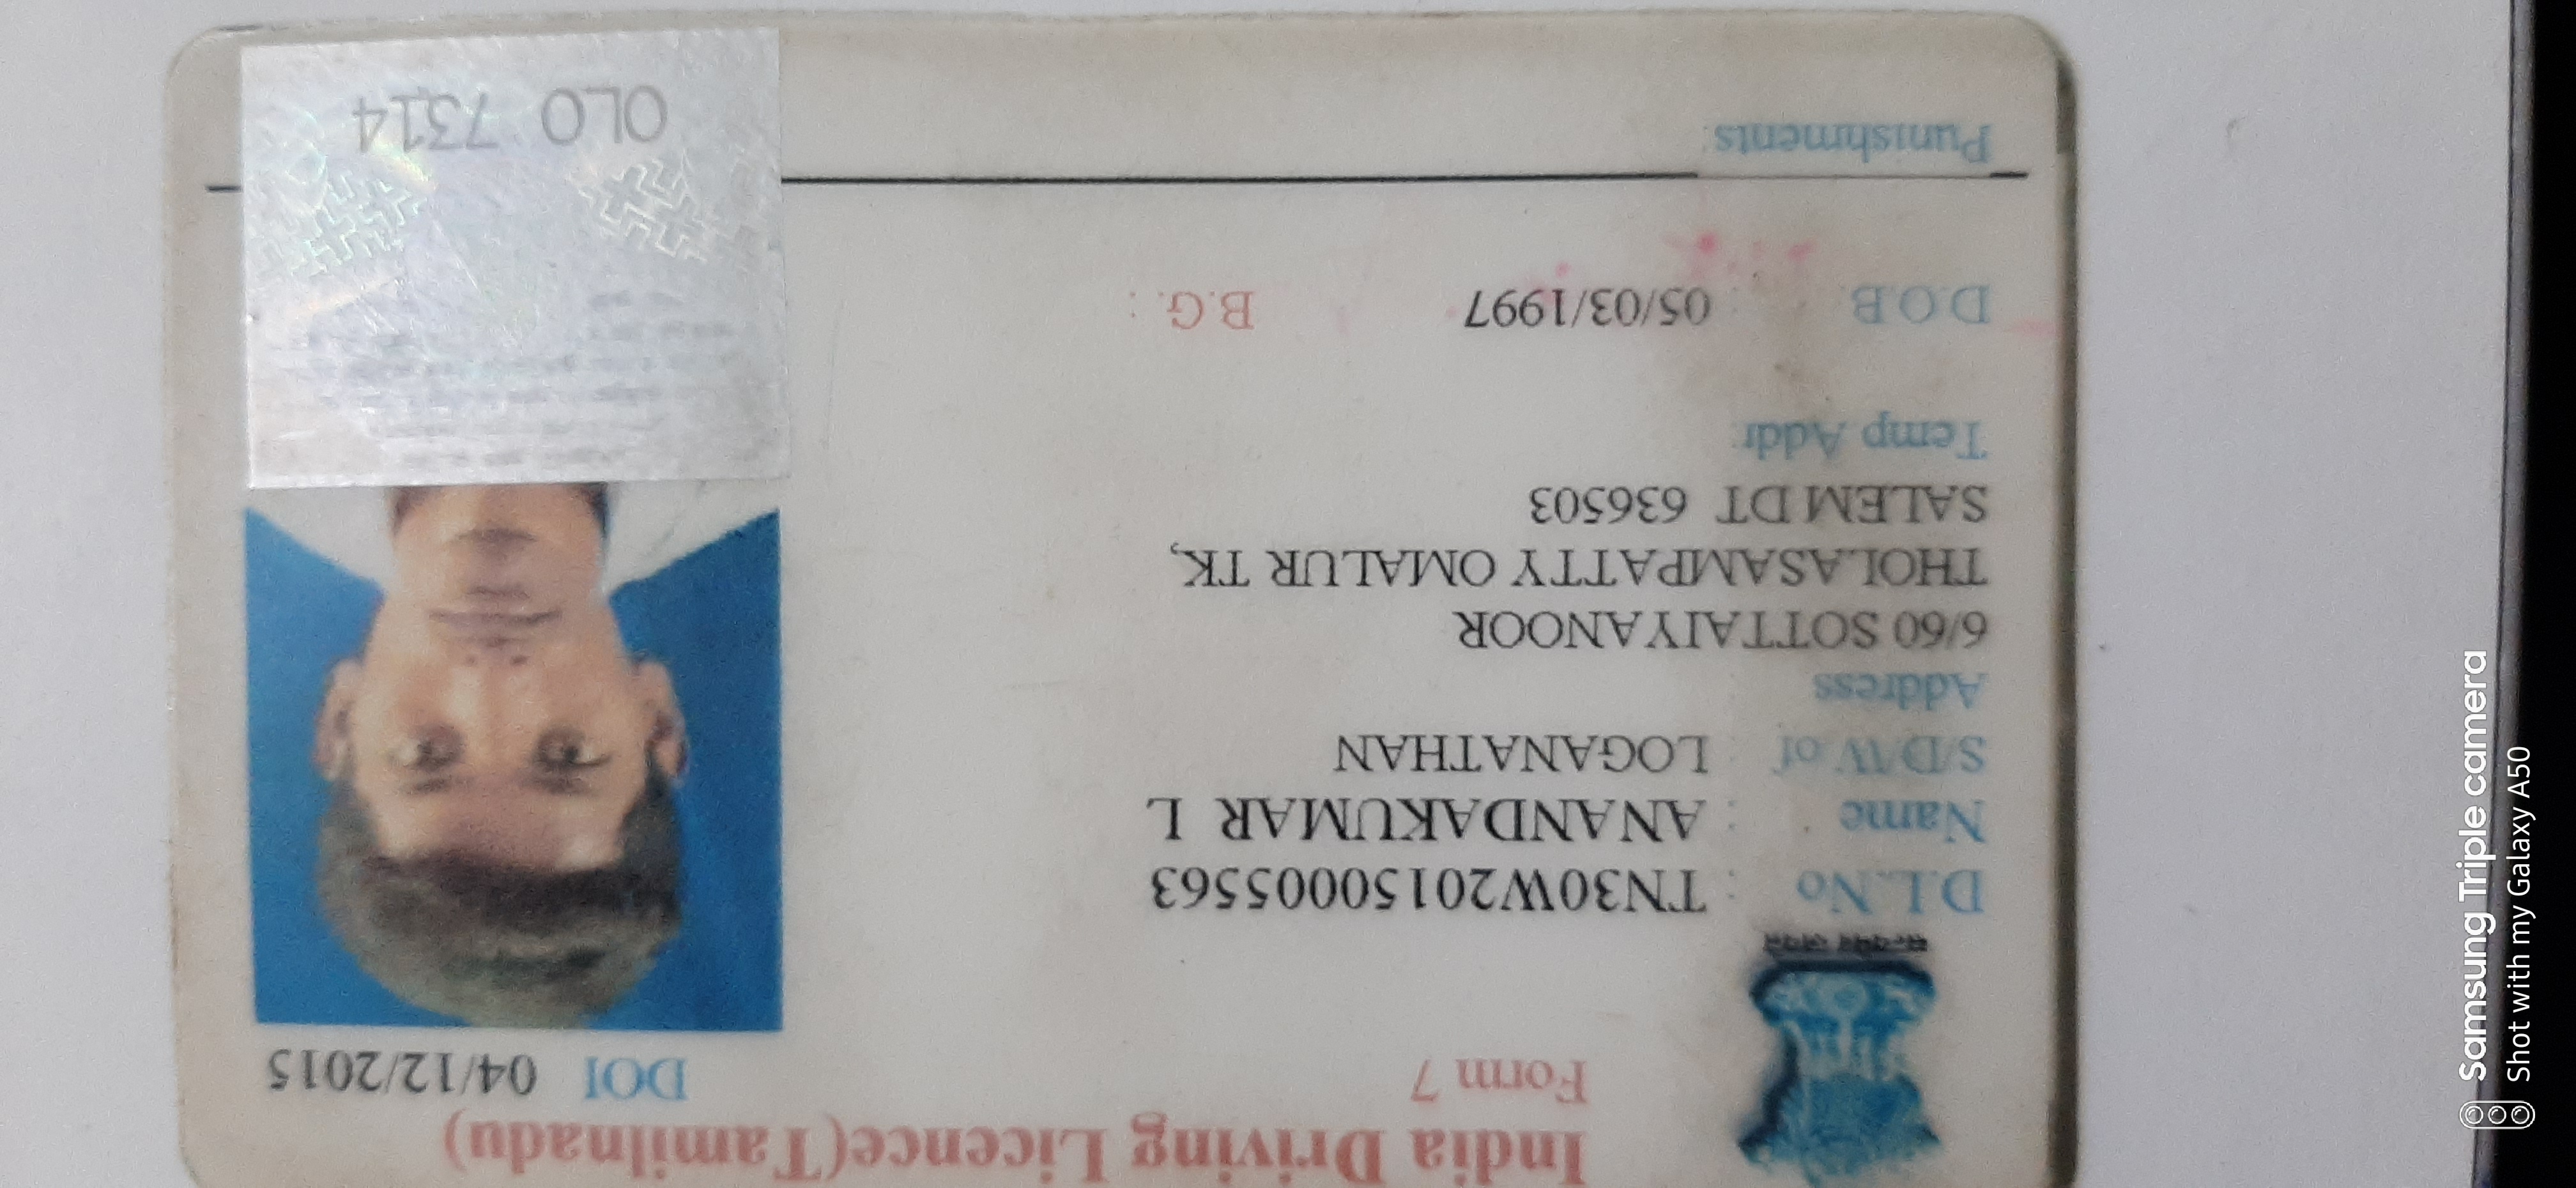 India Driving Licence(Tamilnadu)
Form 7
DOI 04/12/2015
D.L.No : TN30W20150005563
Name : ANANDAKUMAR L
S/D/W of : LOGANATHAN
Address
6/60 SOTTAIYANOOR
THOLASAMPATTY OMALUR TK,
SALEM DT 636503
Temp Addr:
D.O.B. : 05/03/1997 B.G. :
Punishments:
OLO 7314
Samsung Triple camera
Shot with my Galaxy A50